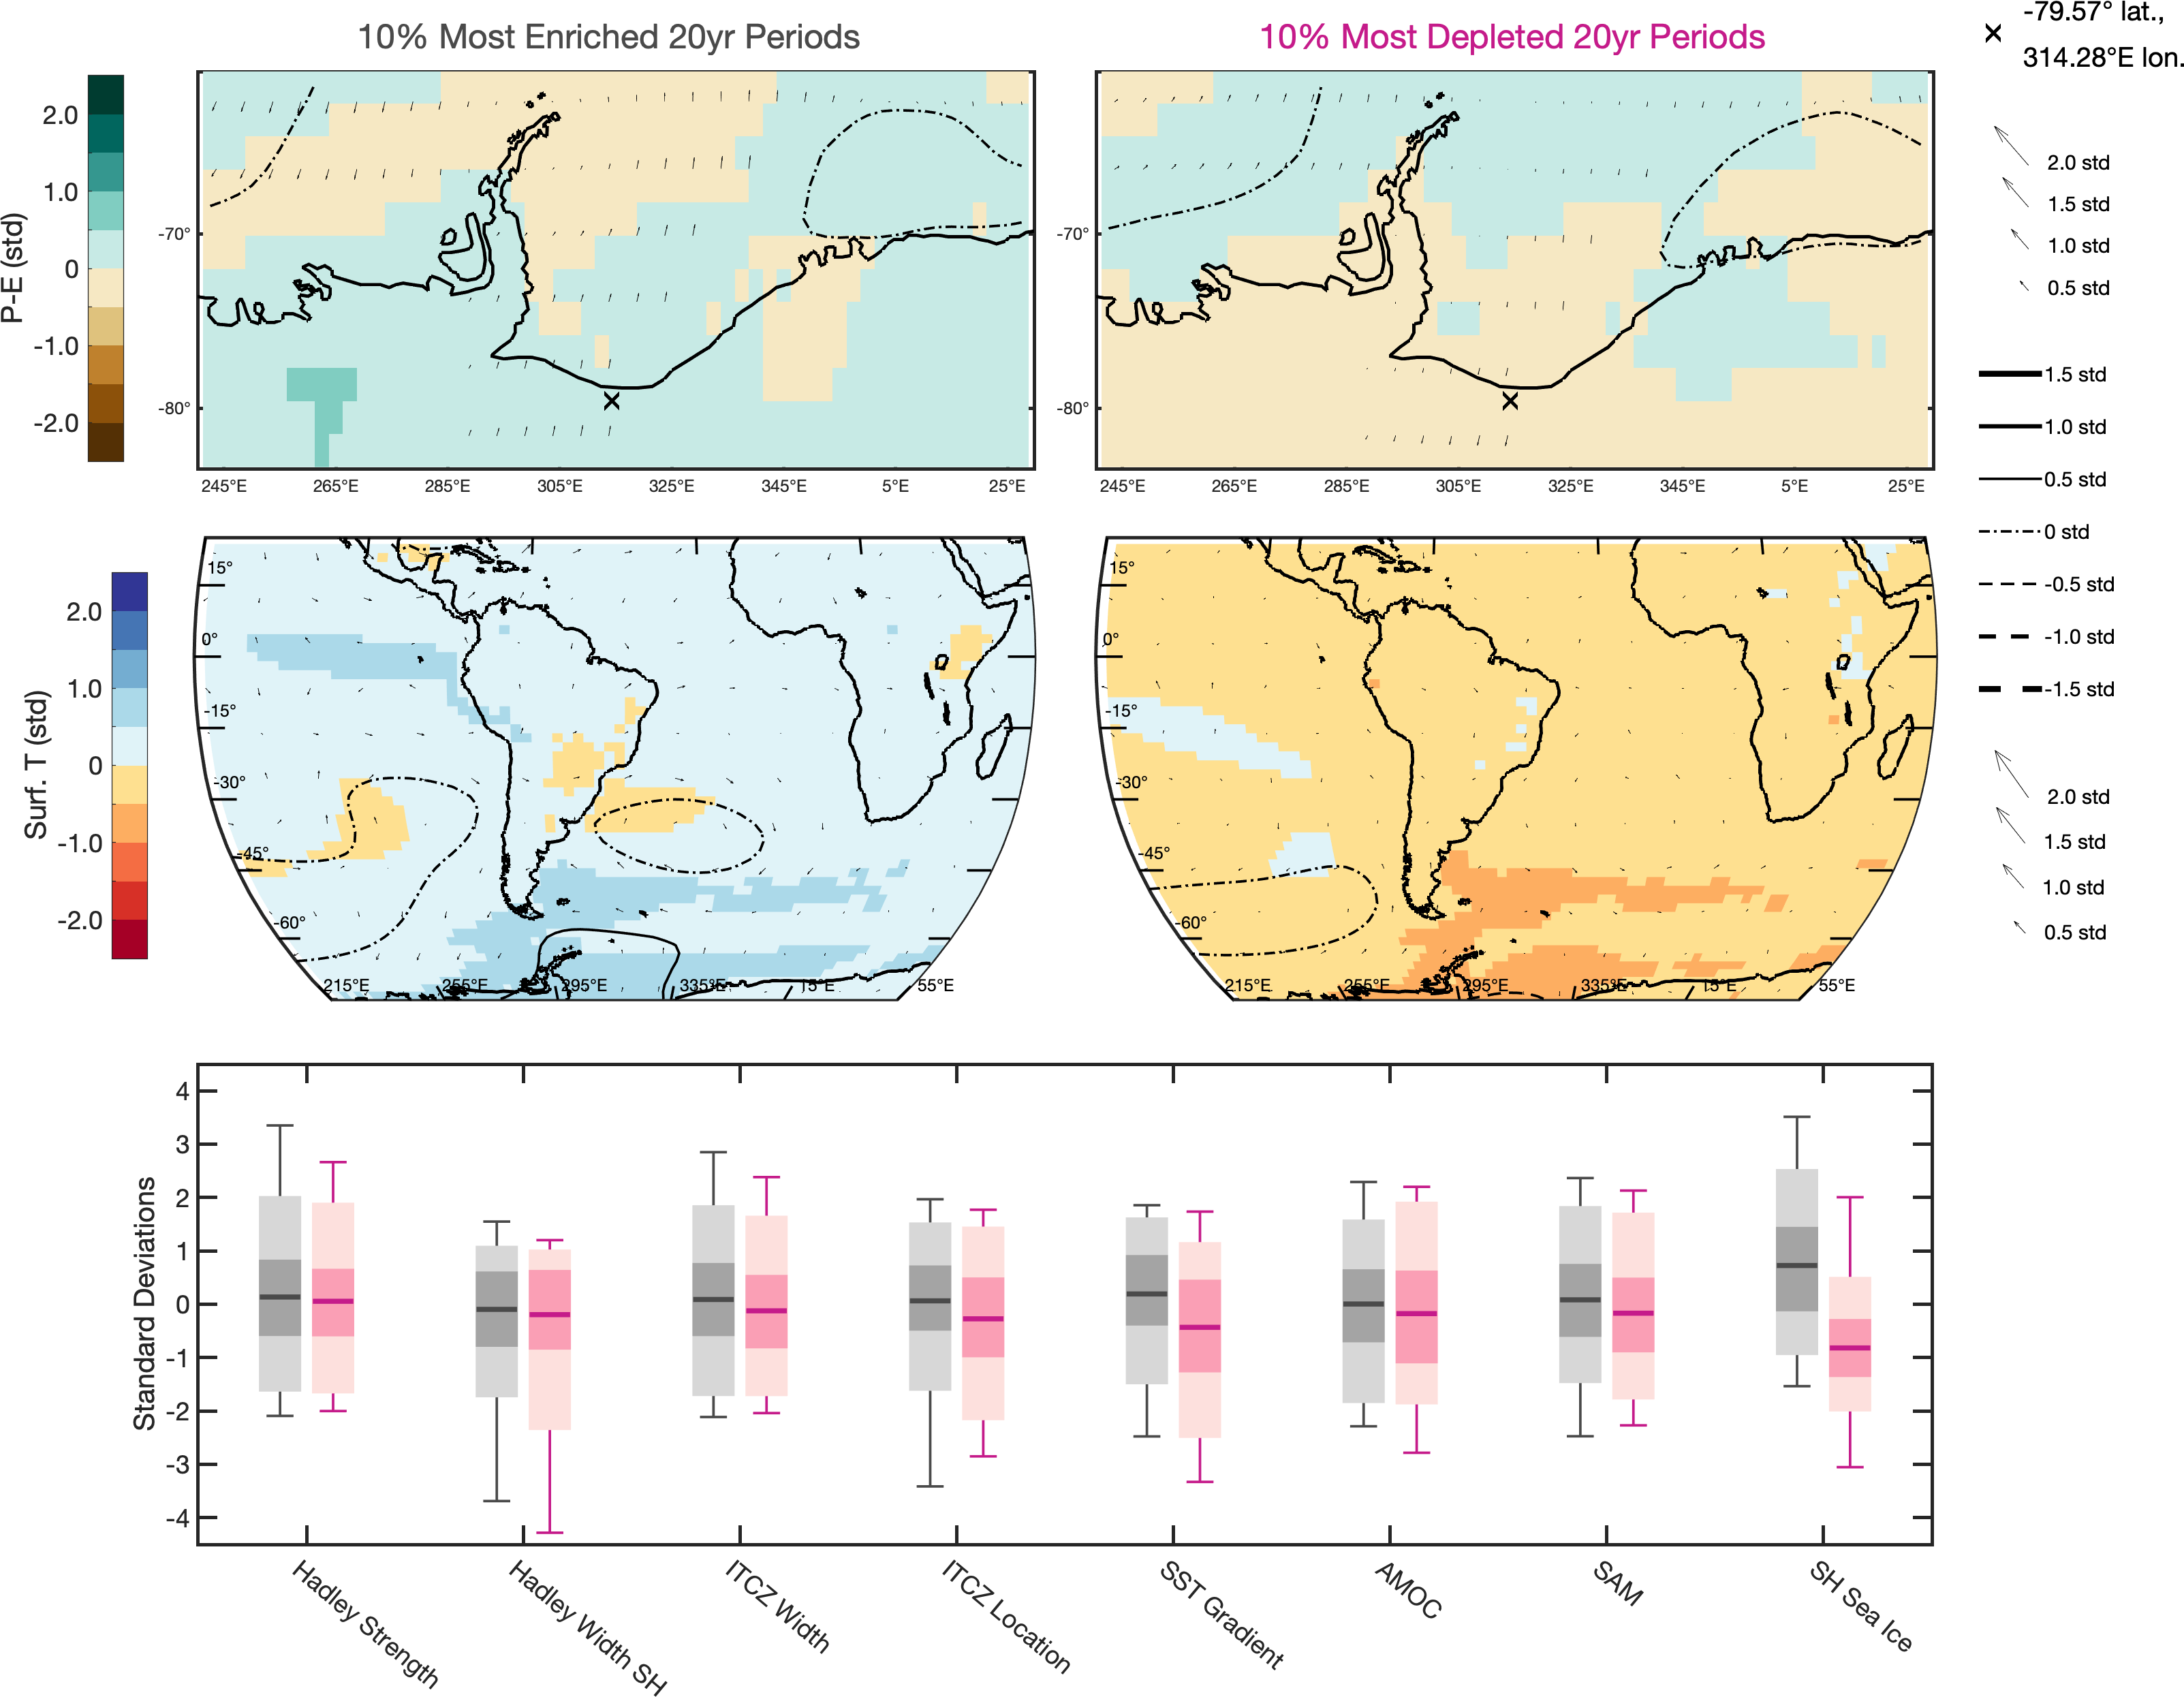 10% Most Enriched 20yr Periods
10% Most Depleted 20yr Periods
-79.57° lat.,
314.28°E lon.
P-E (std)
2.0
1.0
0
-1.0
-2.0
-70°
-80°
245°E 265°E 285°E 305°E 325°E 345°E 5°E 25°E
-70°
-80°
245°E 265°E 285°E 305°E 325°E 345°E 5°E 25°E
2.0 std
1.5 std
1.0 std
0.5 std
1.5 std
1.0 std
0.5 std
0 std
-0.5 std
-1.0 std
-1.5 std
Surf. T (std)
2.0
1.0
0
-1.0
-2.0
15°
0°
-15°
-30°
-45°
-60°
215°E 255°E 295°E 335°E 15°E 55°E
15°
0°
-15°
-30°
-45°
-60°
215°E 255°E 295°E 335°E 15°E 55°E
2.0 std
1.5 std
1.0 std
0.5 std
Standard Deviations
4
3
2
1
0
-1
-2
-3
-4
Hadley Strength
Hadley Width SH
ITCZ Width
ITCZ Location
SST Gradient
AMOC
SAM
SH Sea Ice